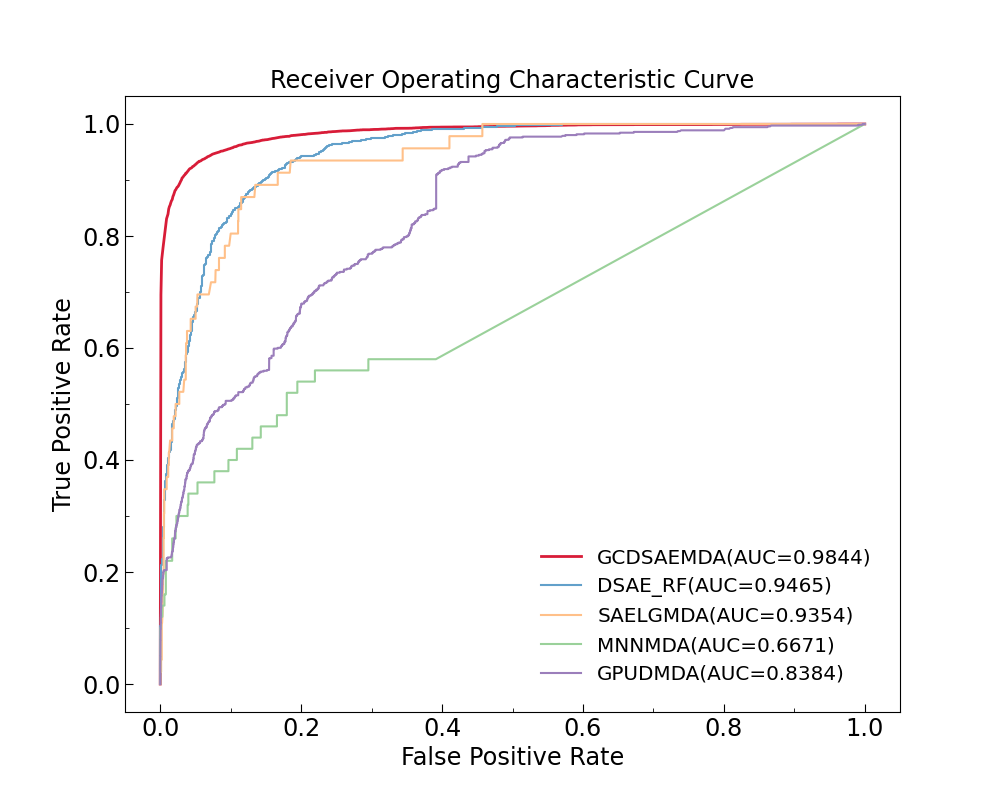 Receiver Operating Characteristic Curve
True Positive Rate
1.0
0.8
0.6
0.4
0.2
0.0
GCDSAEMDA(AUC=0.9844)
DSAE_RF(AUC=0.9465)
SAELGMDA(AUC=0.9354)
MNNMDA(AUC=0.6671)
GPUDMDA(AUC=0.8384)
0.0 0.2 0.4 0.6 0.8 1.0
False Positive Rate